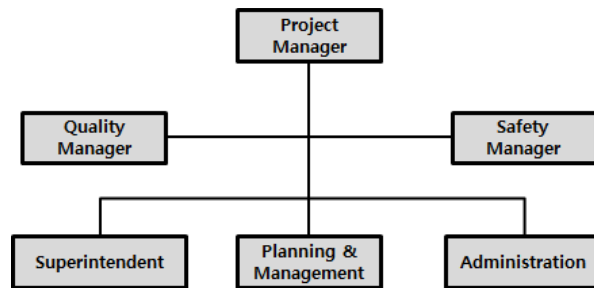 Project
Manager
Quality
Manager
Safety
Manager
Superintendent
Planning &
Management
Administration